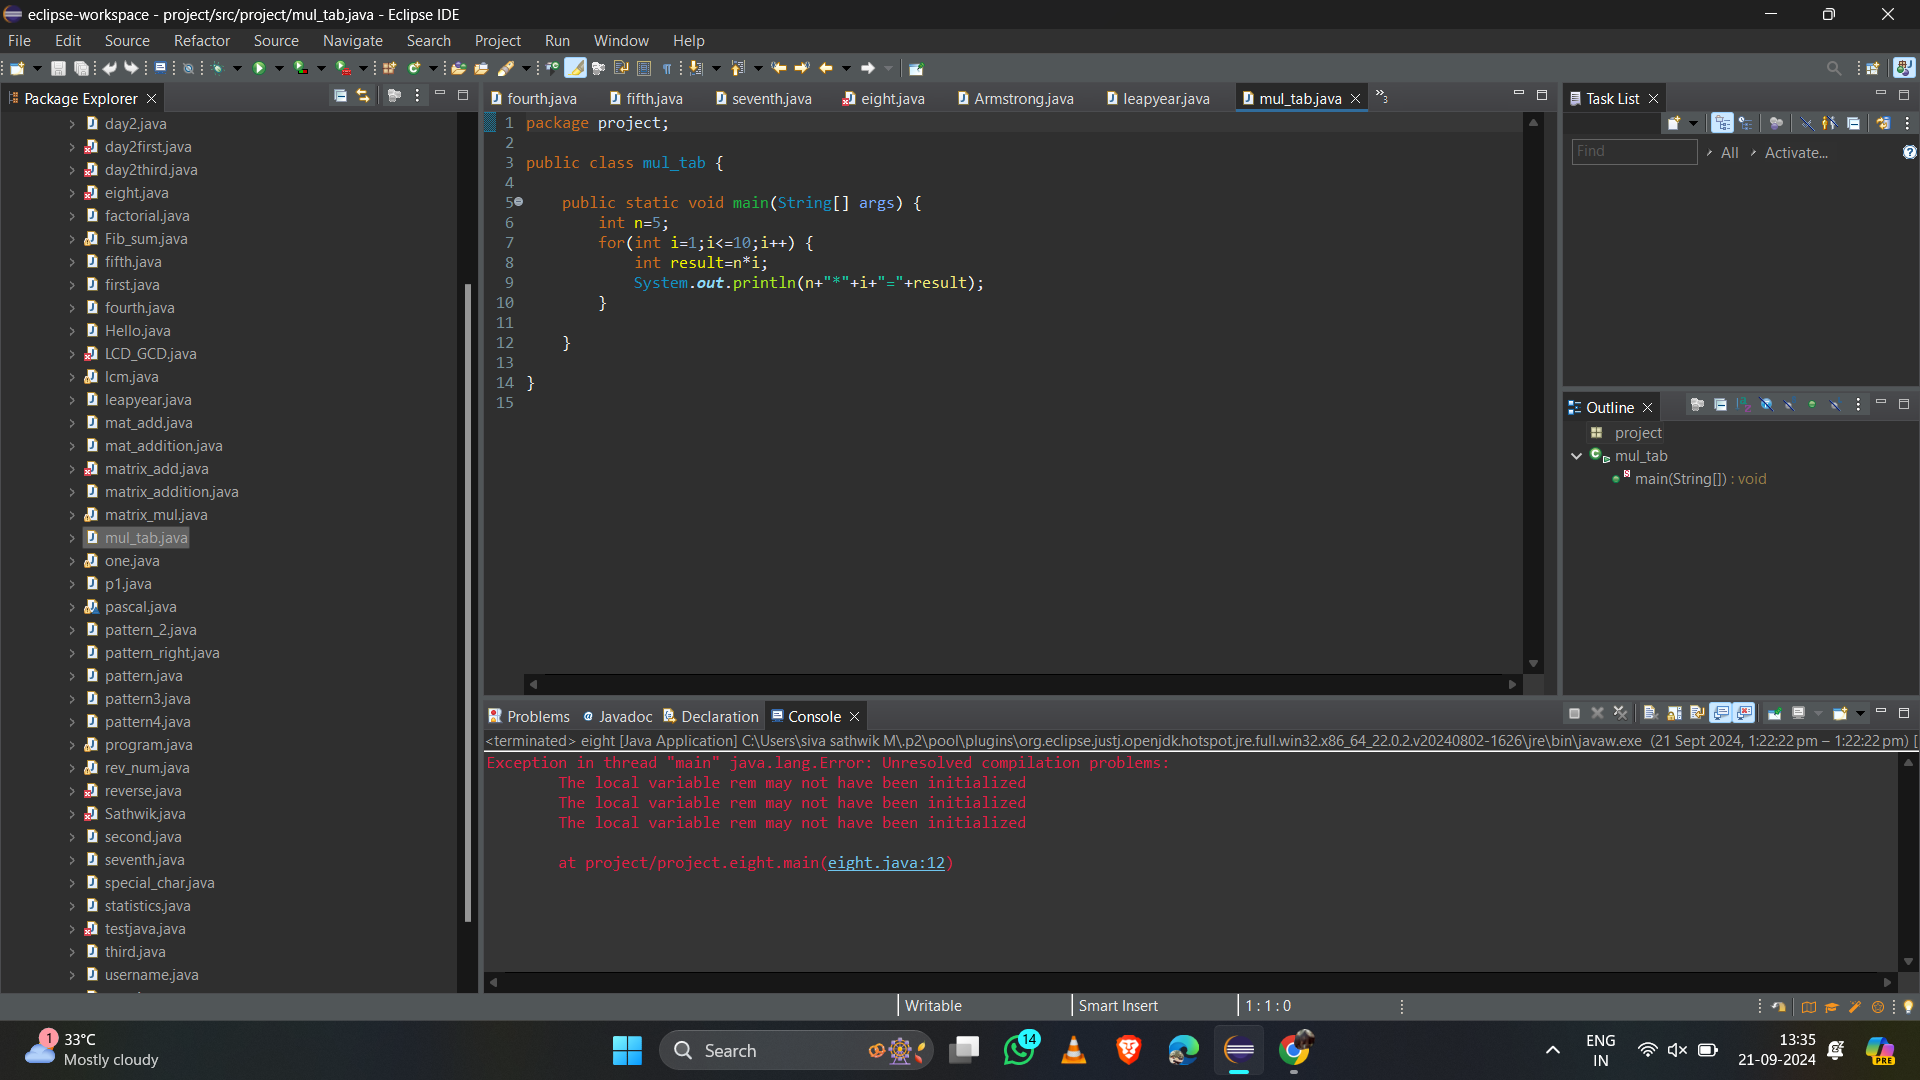 eclipse-workspace - project/src/project/mul_tab.java - Eclipse IDE
File Edit Source Refactor Source Navigate Search Project Run Window Help
Package Explorer
day2.java
day2first.java
day2third.java
eight.java
factorial.java
Fib_sum.java
fifth.java
first.java
fourth.java
Hello.java
LCD_GCD.java
lcm.java
leapyear.java
mat_add.java
mat_addition.java
matrix_add.java
matrix_addition.java
matrix_mul.java
mul_tab.java
one.java
p1.java
pascal.java
pattern_2.java
pattern_right.java
pattern.java
pattern3.java
pattern4.java
program.java
rev_num.java
reverse.java
Sathwik.java
second.java
seventh.java
special_char.java
statistics.java
testjava.java
third.java
username.java
fourth.java fifth.java seventh.java eight.java Armstrong.java leapyear.java mul_tab.java »3
1 package project;
2
3 public class mul_tab {
4
5 public static void main(String[] args) {
6 int n=5;
7 for(int i=1;i<=10;i++) {
8 int result=n*i;
9 System.out.println(n+"*"+i+"="+result);
10 }
11
12 }
13
14 }
15
Task List
Find All Activate...
Outline
project
mul_tab
main(String[]) : void
Problems Javadoc Declaration Console
<terminated> eight [Java Application] C:\Users\siva sathwik M\.p2\pool\plugins\org.eclipse.justj.openjdk.hotspot.jre.full.win32.x86_64_22.0.2.v20240802-1626\jre\bin\javaw.exe (21 Sept 2024, 1:22:22 pm – 1:22:22 pm) [
Exception in thread "main" java.lang.Error: Unresolved compilation problems:
The local variable rem may not have been initialized
The local variable rem may not have been initialized
The local variable rem may not have been initialized
at project/project.eight.main(eight.java:12)
Writable Smart Insert 1 : 1 : 0
1
33°C
Mostly cloudy
Search
14
ENG
IN
13:35
21-09-2024
PRE